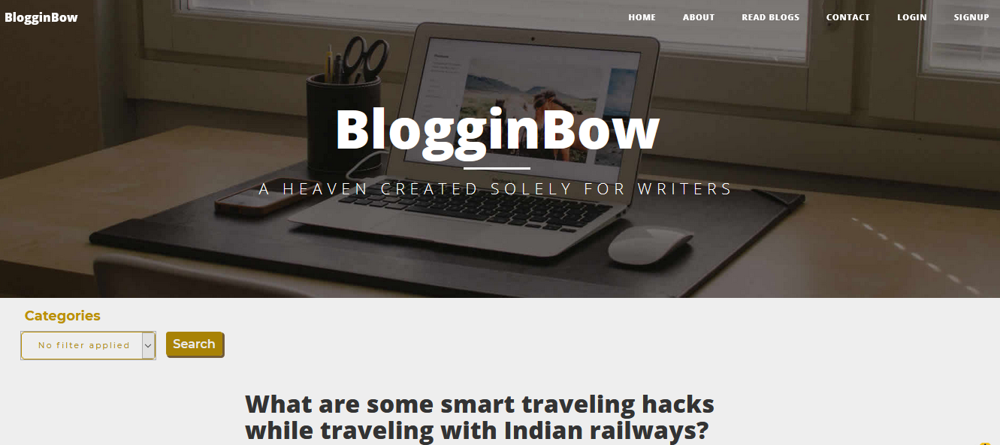 BlogginBow
HOME ABOUT READ BLOGS CONTACT LOGIN SIGNUP
BlogginBow
A HEAVEN CREATED SOLELY FOR WRITERS
Categories
No filter applied
Search
What are some smart traveling hacks
while traveling with Indian railways?